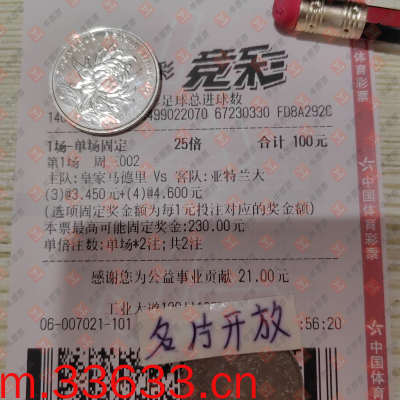 竞彩
足球总进球数
499022070 67230330 FD8A292C
1场-单场固定 25倍 合计 100元
第1场 周 002
主队:皇家马德里 Vs 客队:亚特兰大
(3)@3.450元+(4)@4.600元
(选项固定奖金额为每1元投注对应的奖金额)
本票最高可能固定奖金:230.00元
单倍注数:单场*2注;共2注
感谢您为公益事业贡献 21.00元
06-007021-101 :56:20
名片开放
m.33633.cn
中国体育彩票
中国体育彩票